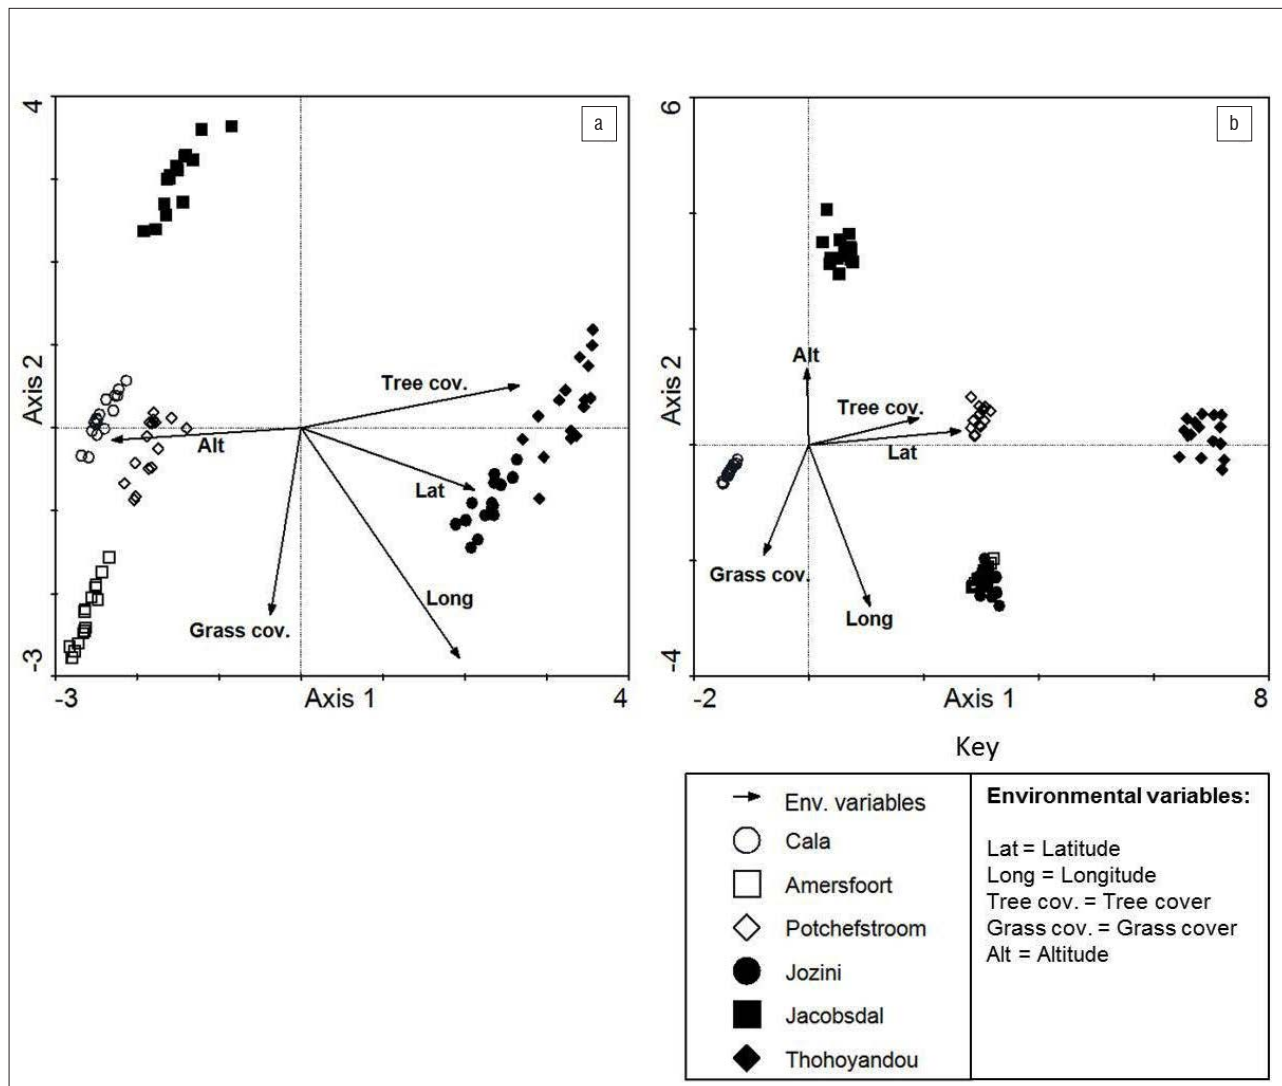 4
a
Axis 2
Tree cov.
Alt
Lat
Long
Grass cov.
-3
-3
Axis 1
4
6
b
Axis 2
Alt
Tree cov.
Lat
Grass cov.
Long
-4
-2
Axis 1
8
Key
Env. variables
Cala
Amersfoort
Potchefstroom
Jozini
Jacobsdal
Thohoyandou
Environmental variables:
Lat = Latitude
Long = Longitude
Tree cov. = Tree cover
Grass cov. = Grass cover
Alt = Altitude